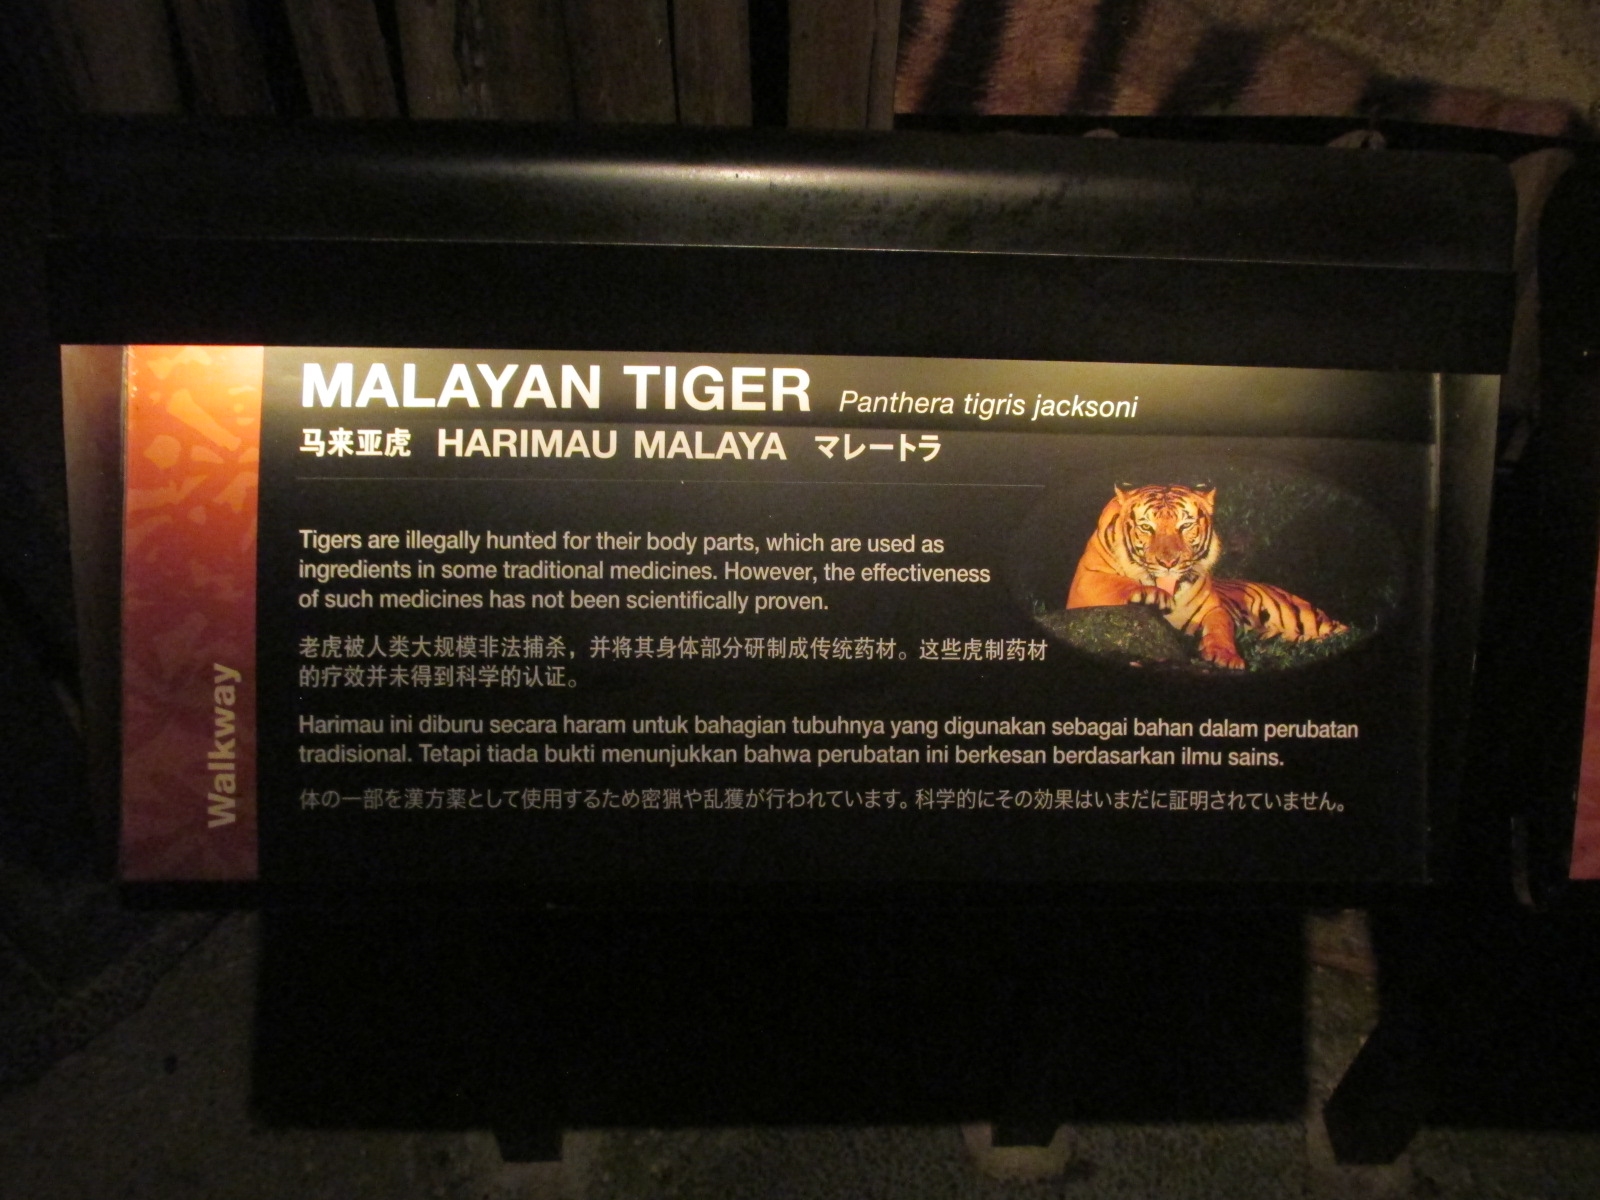 MALAYAN TIGER Panthera tigris jacksoni
马来亚虎 HARIMAU MALAYA マレートラ
Tigers are illegally hunted for their body parts, which are used as
ingredients in some traditional medicines. However, the effectiveness
of such medicines has not been scientifically proven.
老虎被人类大规模非法捕杀，并将其身体部分研制成传统药材。这些虎制药材
的疗效并未得到科学的认证。
Harimau ini diburu secara haram untuk bahagian tubuhnya yang digunakan sebagai bahan dalam perubatan
tradisional. Tetapi tiada bukti menunjukkan bahwa perubatan ini berkesan berdasarkan ilmu sains.
体の一部を漢方薬として使用するため密猟や乱獲が行われています。科学的にその効果はいまだに証明されていません。
Walkway